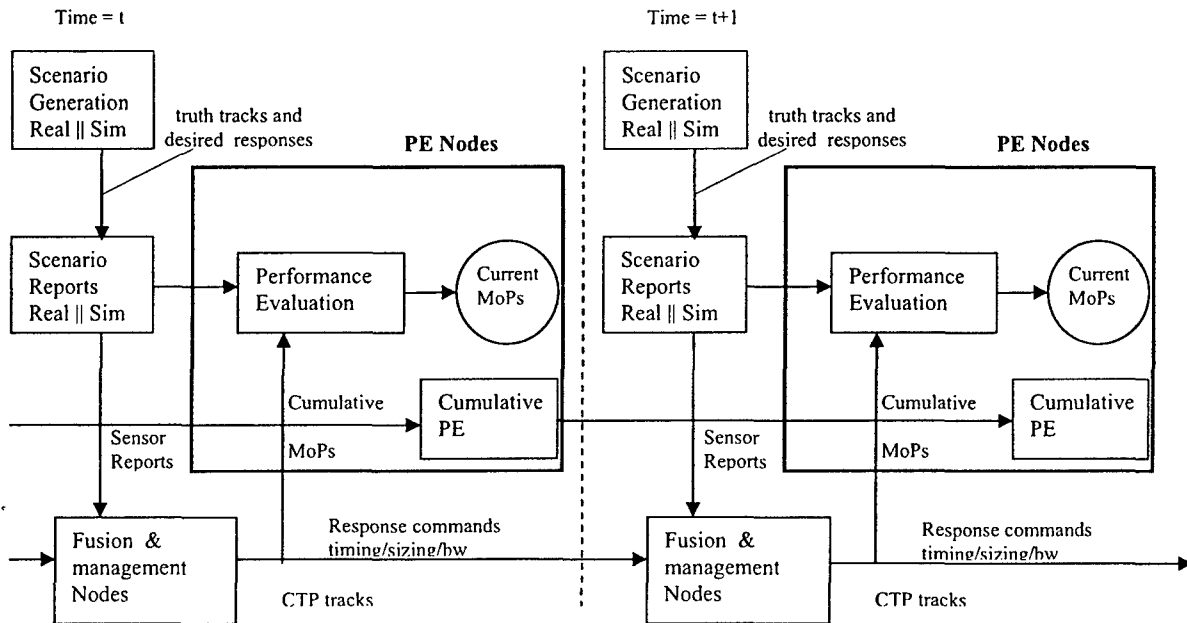 Time = t
Scenario
Generation
Real || Sim
truth tracks and
desired responses
PE Nodes
Scenario
Reports
Real || Sim
Performance
Evaluation
Current
MoPs
Cumulative
MoPs
Cumulative
PE
Sensor
Reports
Fusion &
management
Nodes
Response commands
timing/sizing/bw
CTP tracks
Time = t+1
Scenario
Generation
Real || Sim
truth tracks and
desired responses
PE Nodes
Scenario
Reports
Real || Sim
Performance
Evaluation
Current
MoPs
Cumulative
MoPs
Cumulative
PE
Sensor
Reports
Fusion &
management
Nodes
Response commands
timing/sizing/bw
CTP tracks